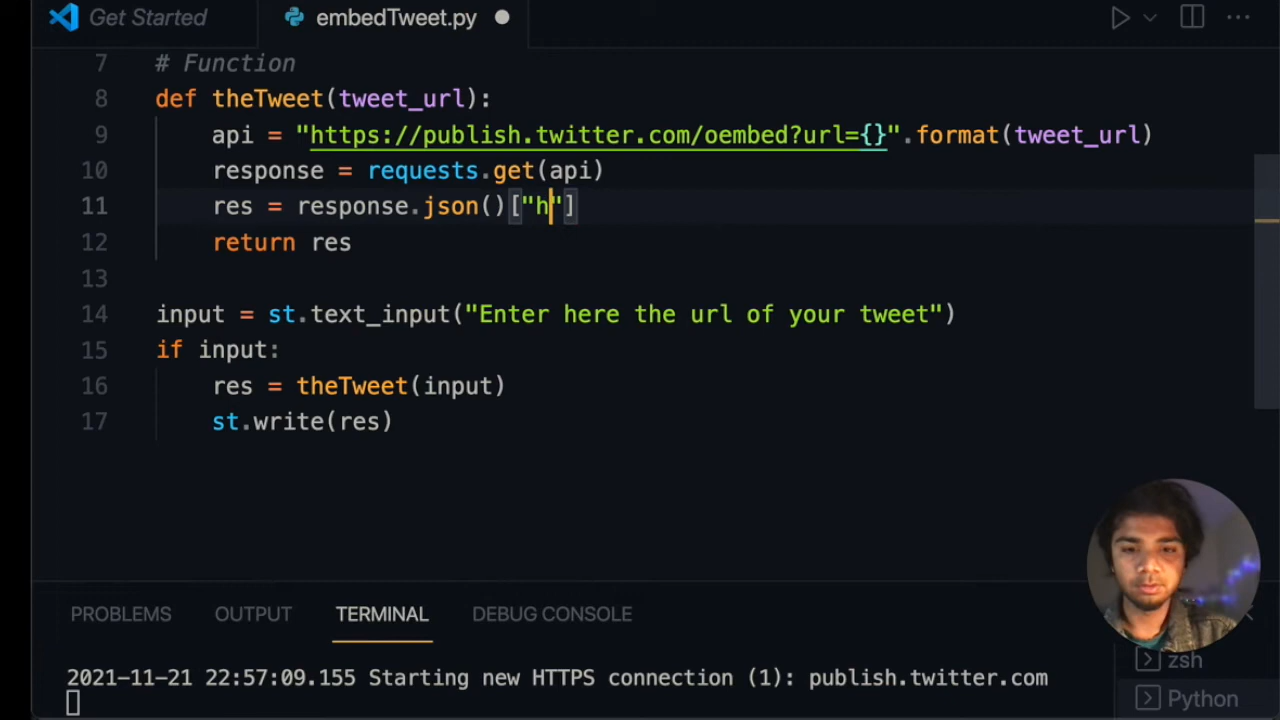 Get Started embedTweet.py
7 # Function
8 def theTweet(tweet_url):
9 api = "https://publish.twitter.com/oembed?url={}".format(tweet_url)
10 response = requests.get(api)
11 res = response.json()["h"]
12 return res
13
14 input = st.text_input("Enter here the url of your tweet")
15 if input:
16 res = theTweet(input)
17 st.write(res)
PROBLEMS OUTPUT TERMINAL DEBUG CONSOLE
2021-11-21 22:57:09.155 Starting new HTTPS connection (1): publish.twitter.com
zsh
Python